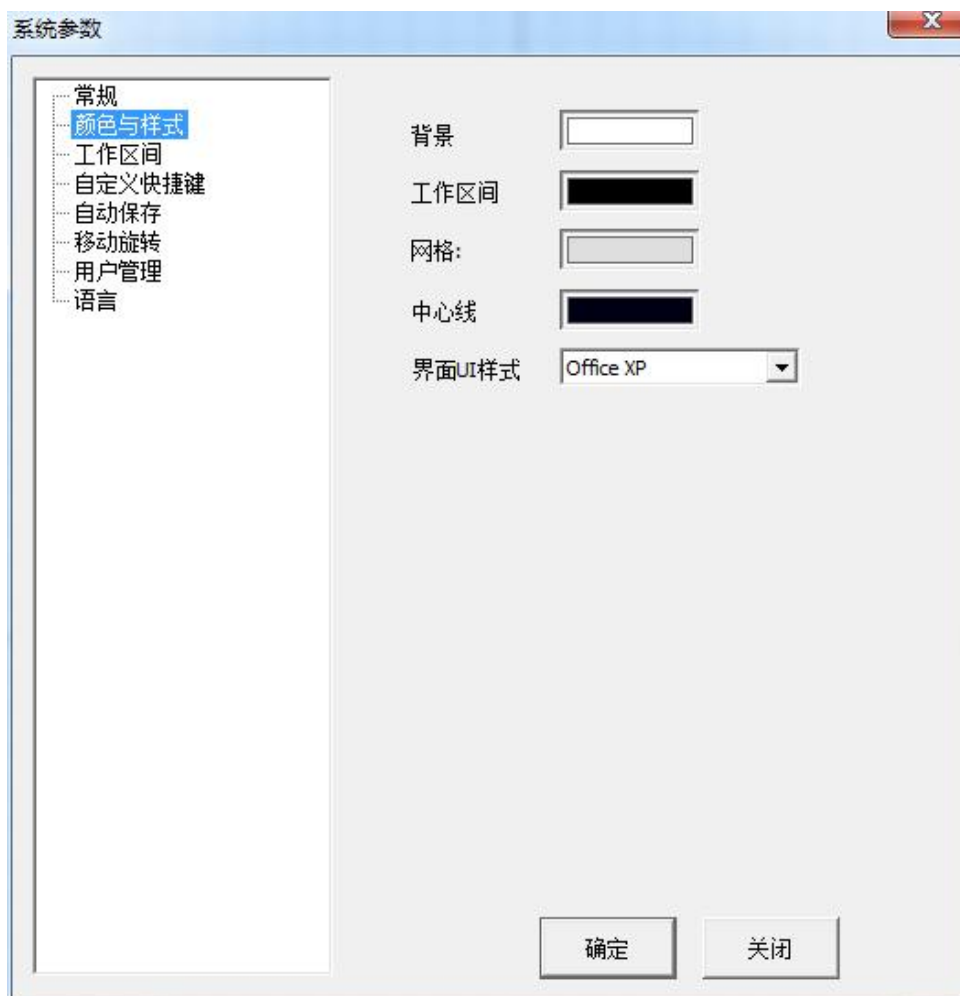 系统参数
常规
颜色与样式
工作区间
自定义快捷键
自动保存
移动旋转
用户管理
语言
背景
工作区间
网格:
中心线
界面UI样式
Office XP
确定
关闭